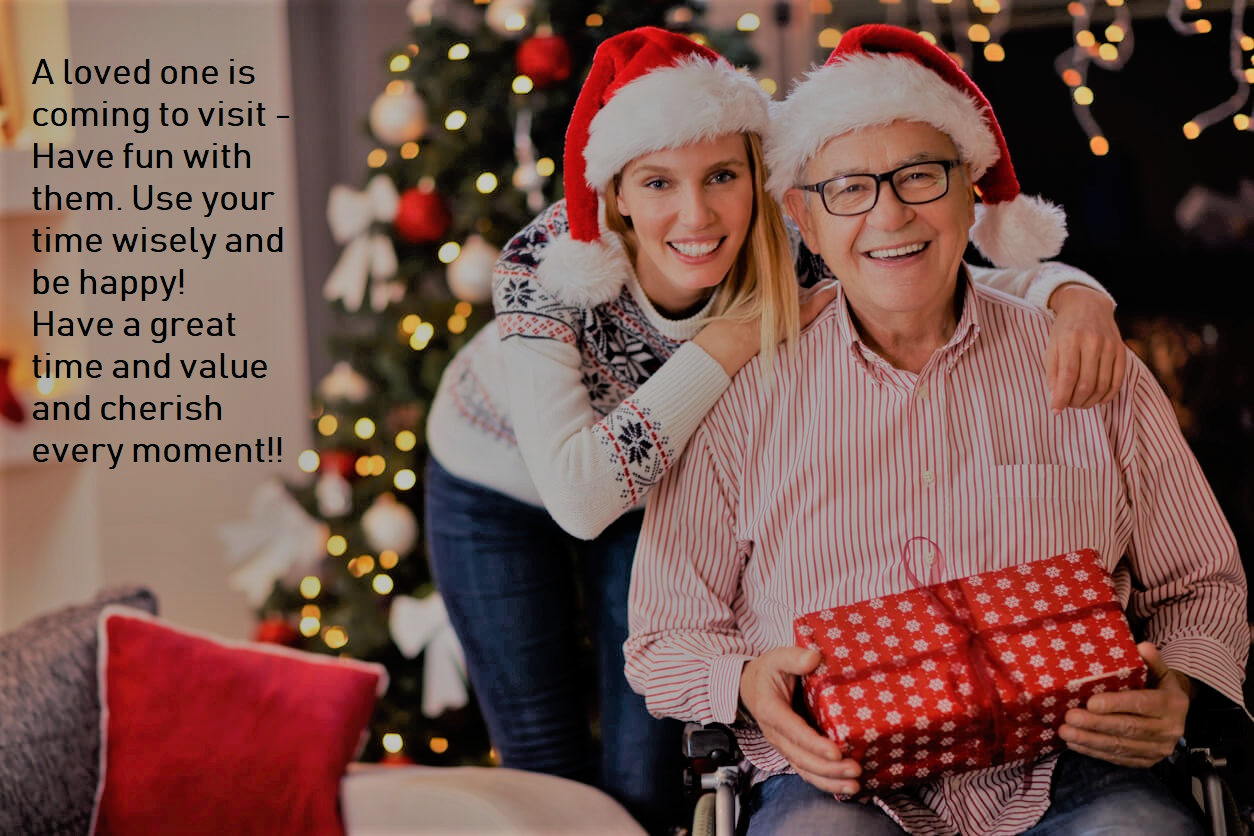 A loved one is
coming to visit -
Have fun with
them. Use your
time wisely and
be happy!
Have a great
time and value
and cherish
every moment!!